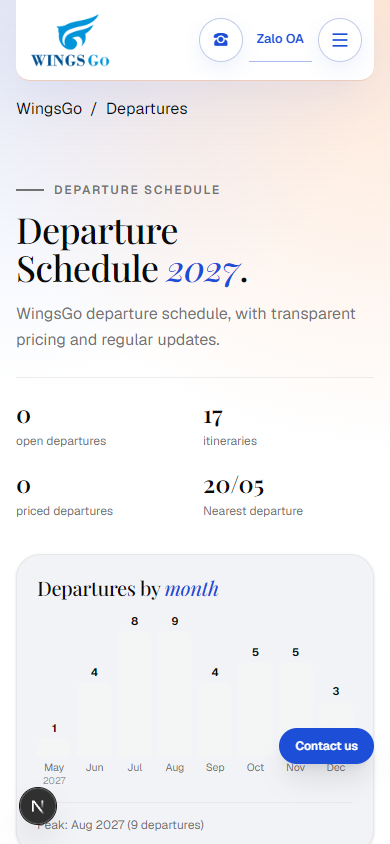 WINGS Go
Zalo OA
WingsGo / Departures
DEPARTURE SCHEDULE
Departure
Schedule 2027.
WingsGo departure schedule, with transparent
pricing and regular updates.
0
open departures
17
itineraries
0
priced departures
20/05
Nearest departure
Departures by month
1
4
8
9
4
5
5
3
May
2027
Jun
Jul
Aug
Sep
Oct
Nov
Dec
Contact us
N
Peak: Aug 2027 (9 departures)